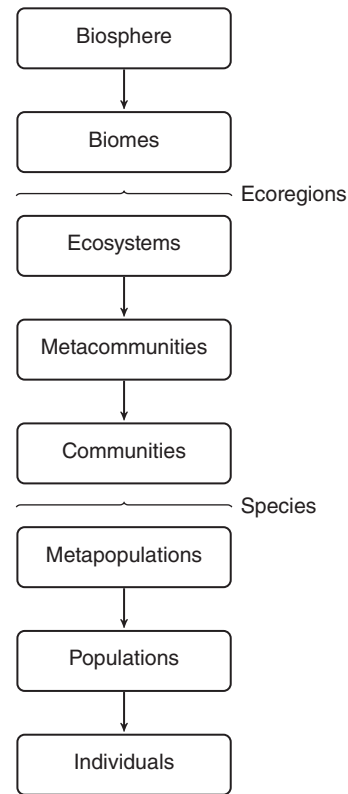 Biosphere
Biomes
Ecoregions
Ecosystems
Metacommunities
Communities
Species
Metapopulations
Populations
Individuals